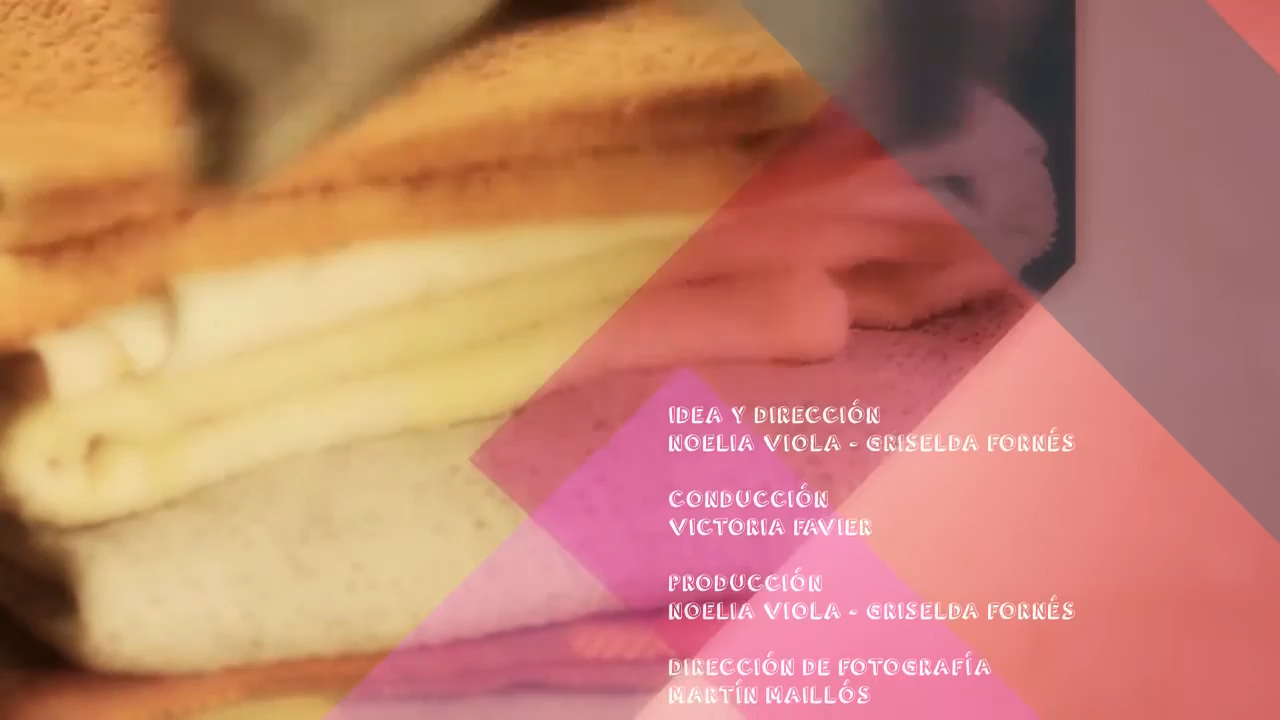 IDEA Y DIRECCIÓN
NOELIA VIOLA - GRISELDA FORNÉS
CONDUCCIÓN
VICTORIA FAVIER
PRODUCCIÓN
NOELIA VIOLA - GRISELDA FORNÉS
DIRECCIÓN DE FOTOGRAFÍA
MARTÍN MAILLÓS